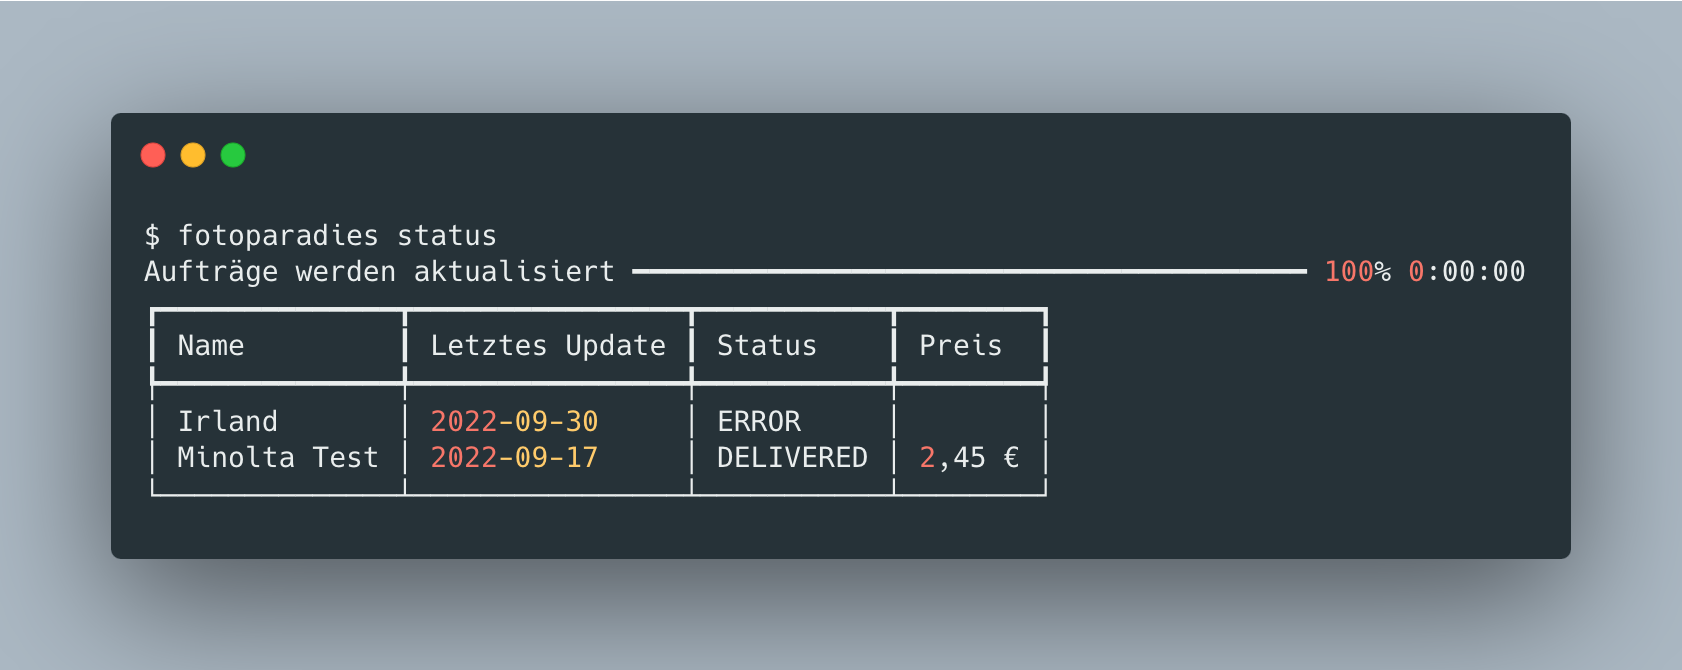 $ fotoparadies status
Aufträge werden aktualisiert 100% 0:00:00
Name Letztes Update Status Preis
Irland 2022-09-30 ERROR
Minolta Test 2022-09-17 DELIVERED 2,45 €